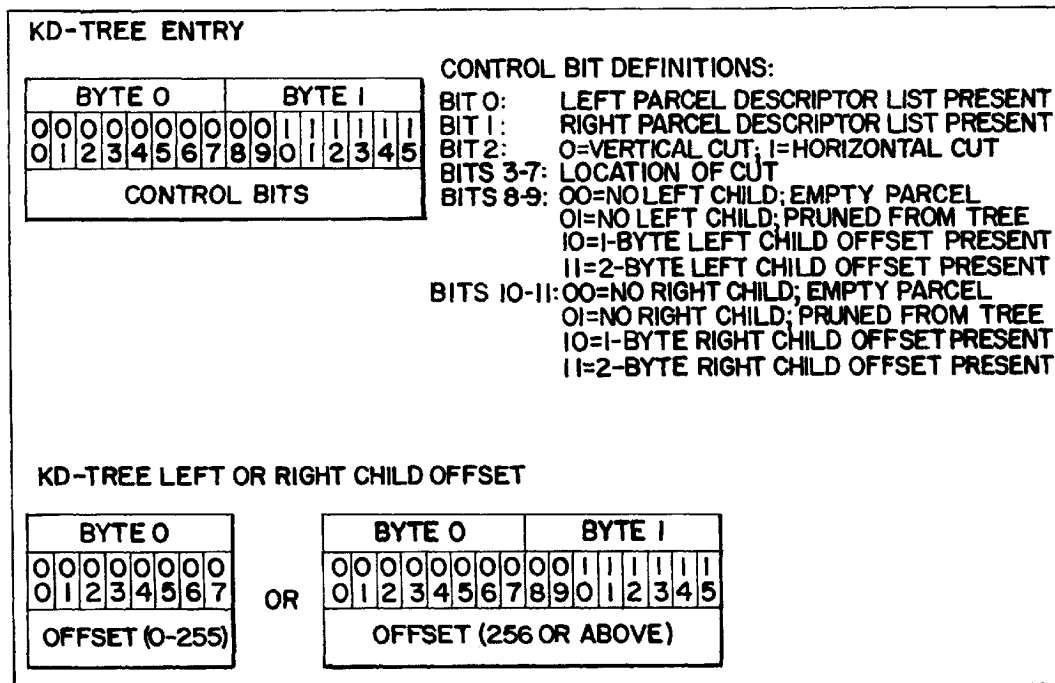 KD-TREE ENTRY
BYTE 0 BYTE 1
0 0 0 0 0 0 0 0 0 0 1 1 1 1 1 1
0 1 2 3 4 5 6 7 8 9 0 1 2 3 4 5
CONTROL BITS
CONTROL BIT DEFINITIONS:
BIT 0: LEFT PARCEL DESCRIPTOR LIST PRESENT
BIT 1: RIGHT PARCEL DESCRIPTOR LIST PRESENT
BIT 2: 0=VERTICAL CUT; 1=HORIZONTAL CUT
BITS 3-7: LOCATION OF CUT
BITS 8-9: 00=NO LEFT CHILD; EMPTY PARCEL
01=NO LEFT CHILD; PRUNED FROM TREE
10=1-BYTE LEFT CHILD OFFSET PRESENT
11=2-BYTE LEFT CHILD OFFSET PRESENT
BITS 10-11: 00=NO RIGHT CHILD; EMPTY PARCEL
01=NO RIGHT CHILD; PRUNED FROM TREE
10=1-BYTE RIGHT CHILD OFFSET PRESENT
11=2-BYTE RIGHT CHILD OFFSET PRESENT
KD-TREE LEFT OR RIGHT CHILD OFFSET
BYTE 0
0 0 0 0 0 0 0 0
0 1 2 3 4 5 6 7
OFFSET (0-255)
OR
BYTE 0 BYTE 1
0 0 0 0 0 0 0 0 0 0 1 1 1 1 1 1
0 1 2 3 4 5 6 7 8 9 0 1 2 3 4 5
OFFSET (256 OR ABOVE)